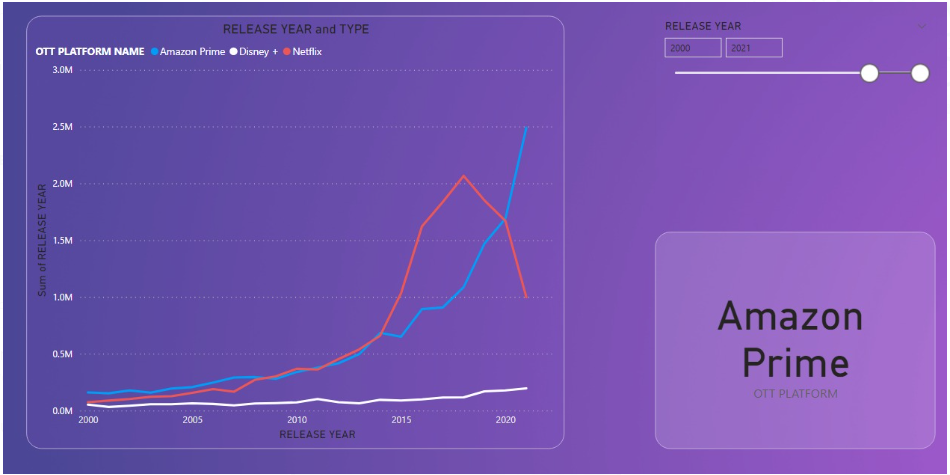 RELEASE YEAR and TYPE
OTT PLATFORM NAME Amazon Prime Disney + Netflix
3.0M
2.5M
2.0M
1.5M
1.0M
0.5M
0.0M
Sum of RELEASE YEAR
2000 2005 2010 2015 2020
RELEASE YEAR
RELEASE YEAR
2000 2021
Amazon
Prime
OTT PLATFORM